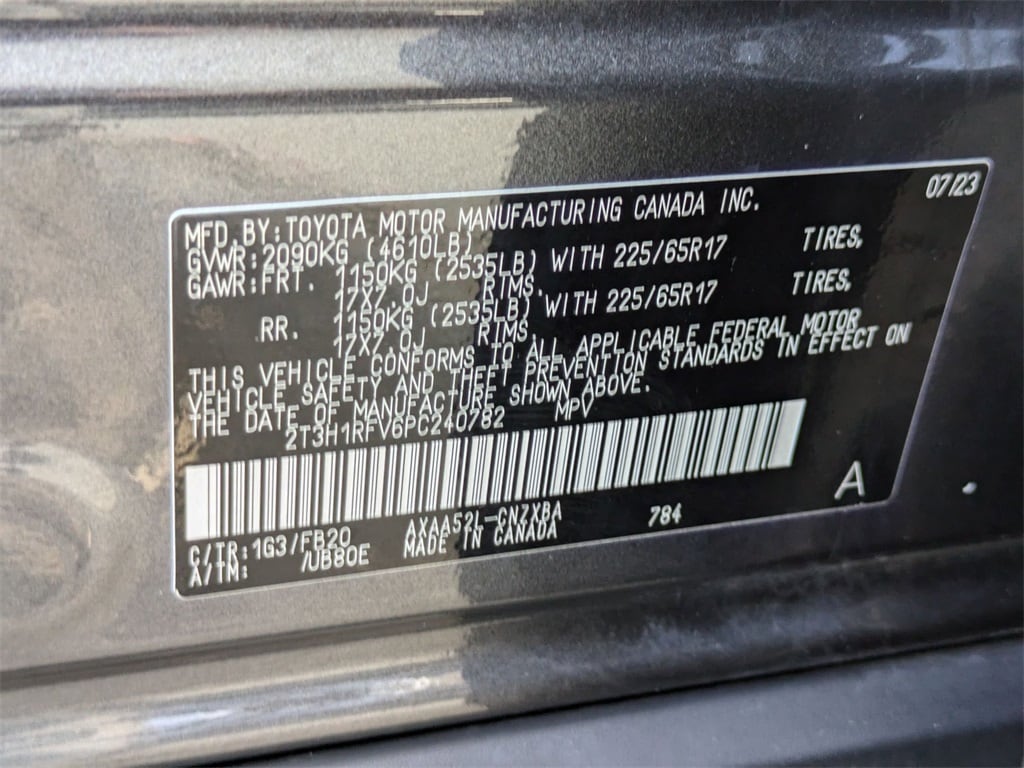 07/23
MFD. BY: TOYOTA MOTOR MANUFACTURING CANADA INC.
GVWR: 2090KG (4610LB)
GAWR: FRT. 1150KG (2535LB) WITH 225/65R17 TIRES,
17X7.0J RIMS.
RR. 1150KG (2535LB) WITH 225/65R17 TIRES,
17X7.0J RIMS
THIS VEHICLE CONFORMS TO ALL APPLICABLE FEDERAL MOTOR
VEHICLE SAFETY AND THEFT PREVENTION STANDARDS IN EFFECT ON
THE DATE OF MANUFACTURE SHOWN ABOVE.
2T3H1RFV6PC240782 MPV
A
C/TR: 1G3/FB20 AXAA52L-CNZXBA 784
A/TM: /UB80E MADE IN CANADA